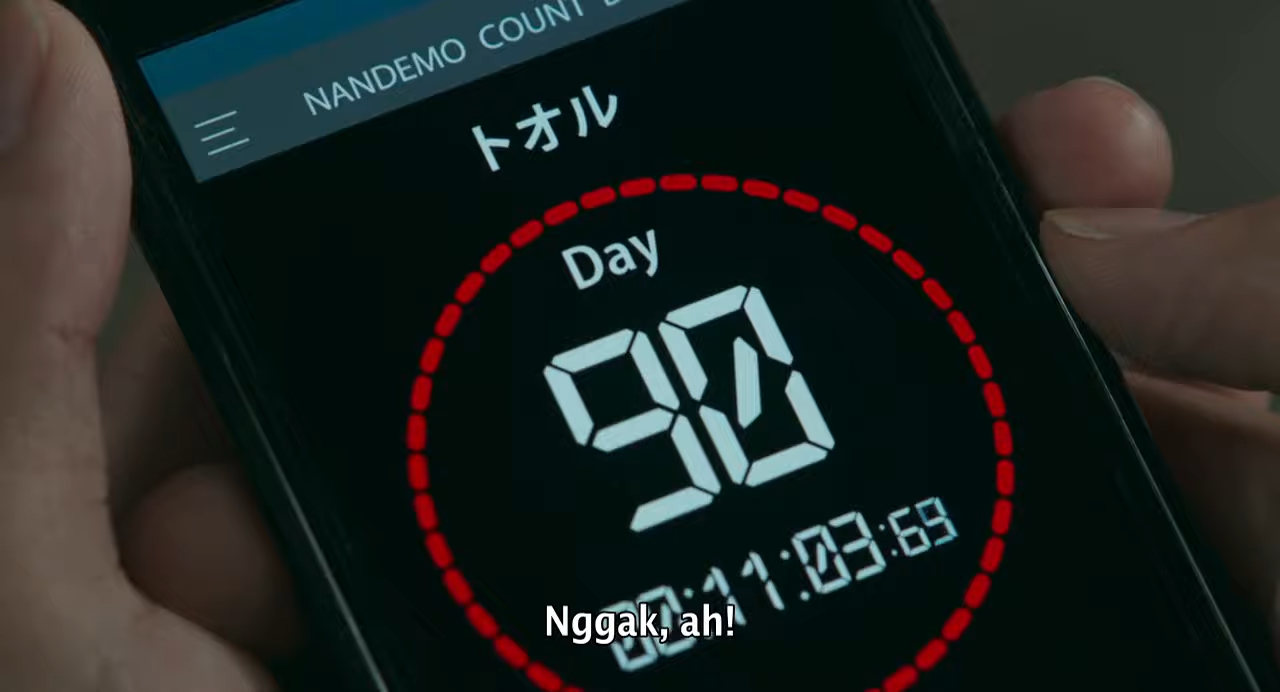 NANDEMO COUNT
トオル
Day
90
00:11:03:69
Nggak, ah!